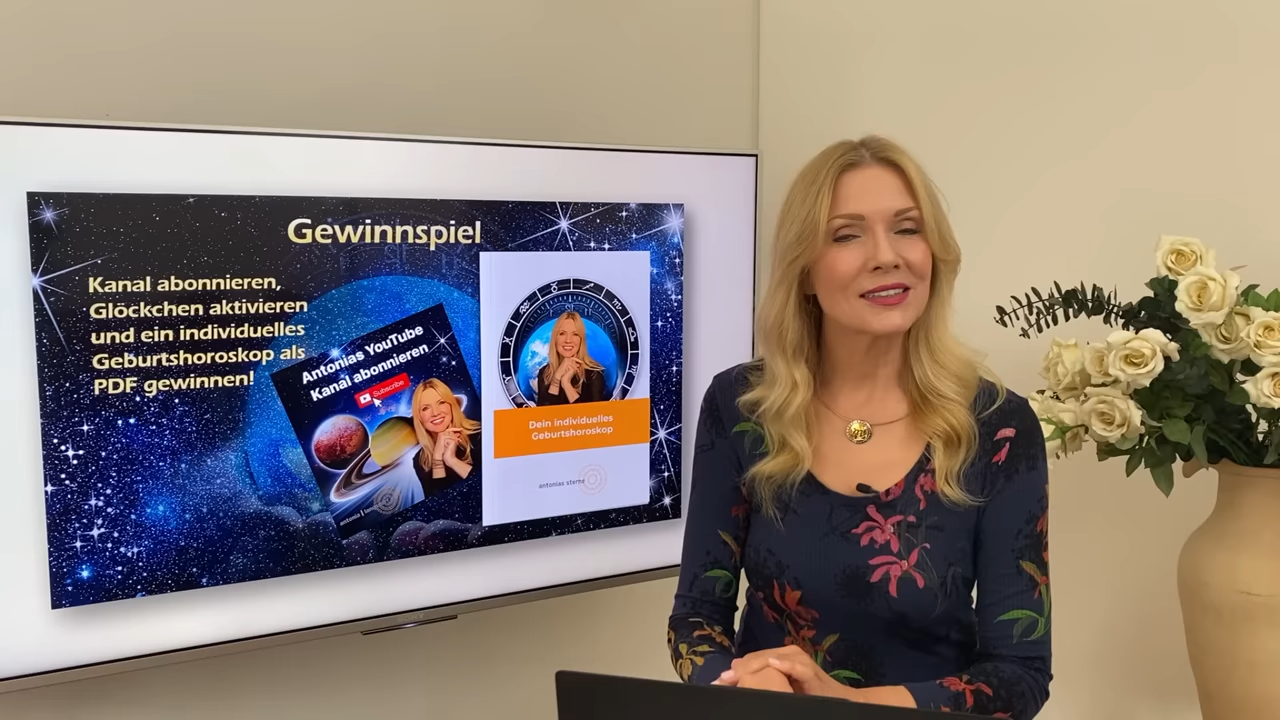 Gewinnspiel
Kanal abonnieren,
Glöckchen aktivieren
und ein individuelles
Geburtshoroskop als
PDF gewinnen!
Antonias YouTube
Kanal abonnieren
Subscribe
Dein individuelles
Geburtshoroskop
antonias sterne